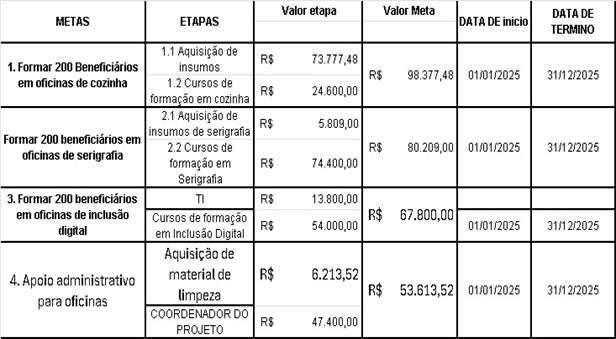 METAS ETAPAS Valor etapa Valor Meta DATA DE inicio DATA DE TERMINO
1. Formar 200 Beneficiários em oficinas de cozinha
1.1 Aquisição de insumos R$ 73.777,48
1.2 Cursos de formação em cozinha R$ 24.600,00
R$ 98.377,48 01/01/2025 31/12/2025
Formar 200 beneficiários em oficinas de serigrafia
2.1 Aquisição de insumos de serigrafia R$ 5.809,00
2.2 Cursos de formação em Serigrafia R$ 74.400,00
R$ 80.209,00 01/01/2025 31/12/2025
3. Formar 200 beneficiários em oficinas de inclusão digital
TI R$ 13.800,00
Cursos de formação em Inclusão Digital R$ 54.000,00
R$ 67.800,00 01/01/2025 31/12/2025
4. Apoio administrativo para oficinas
Aquisição de material de limpeza R$ 6.213,52
COORDENADOR DO PROJETO R$ 47.400,00
R$ 53.613,52 01/01/2025 31/12/2025